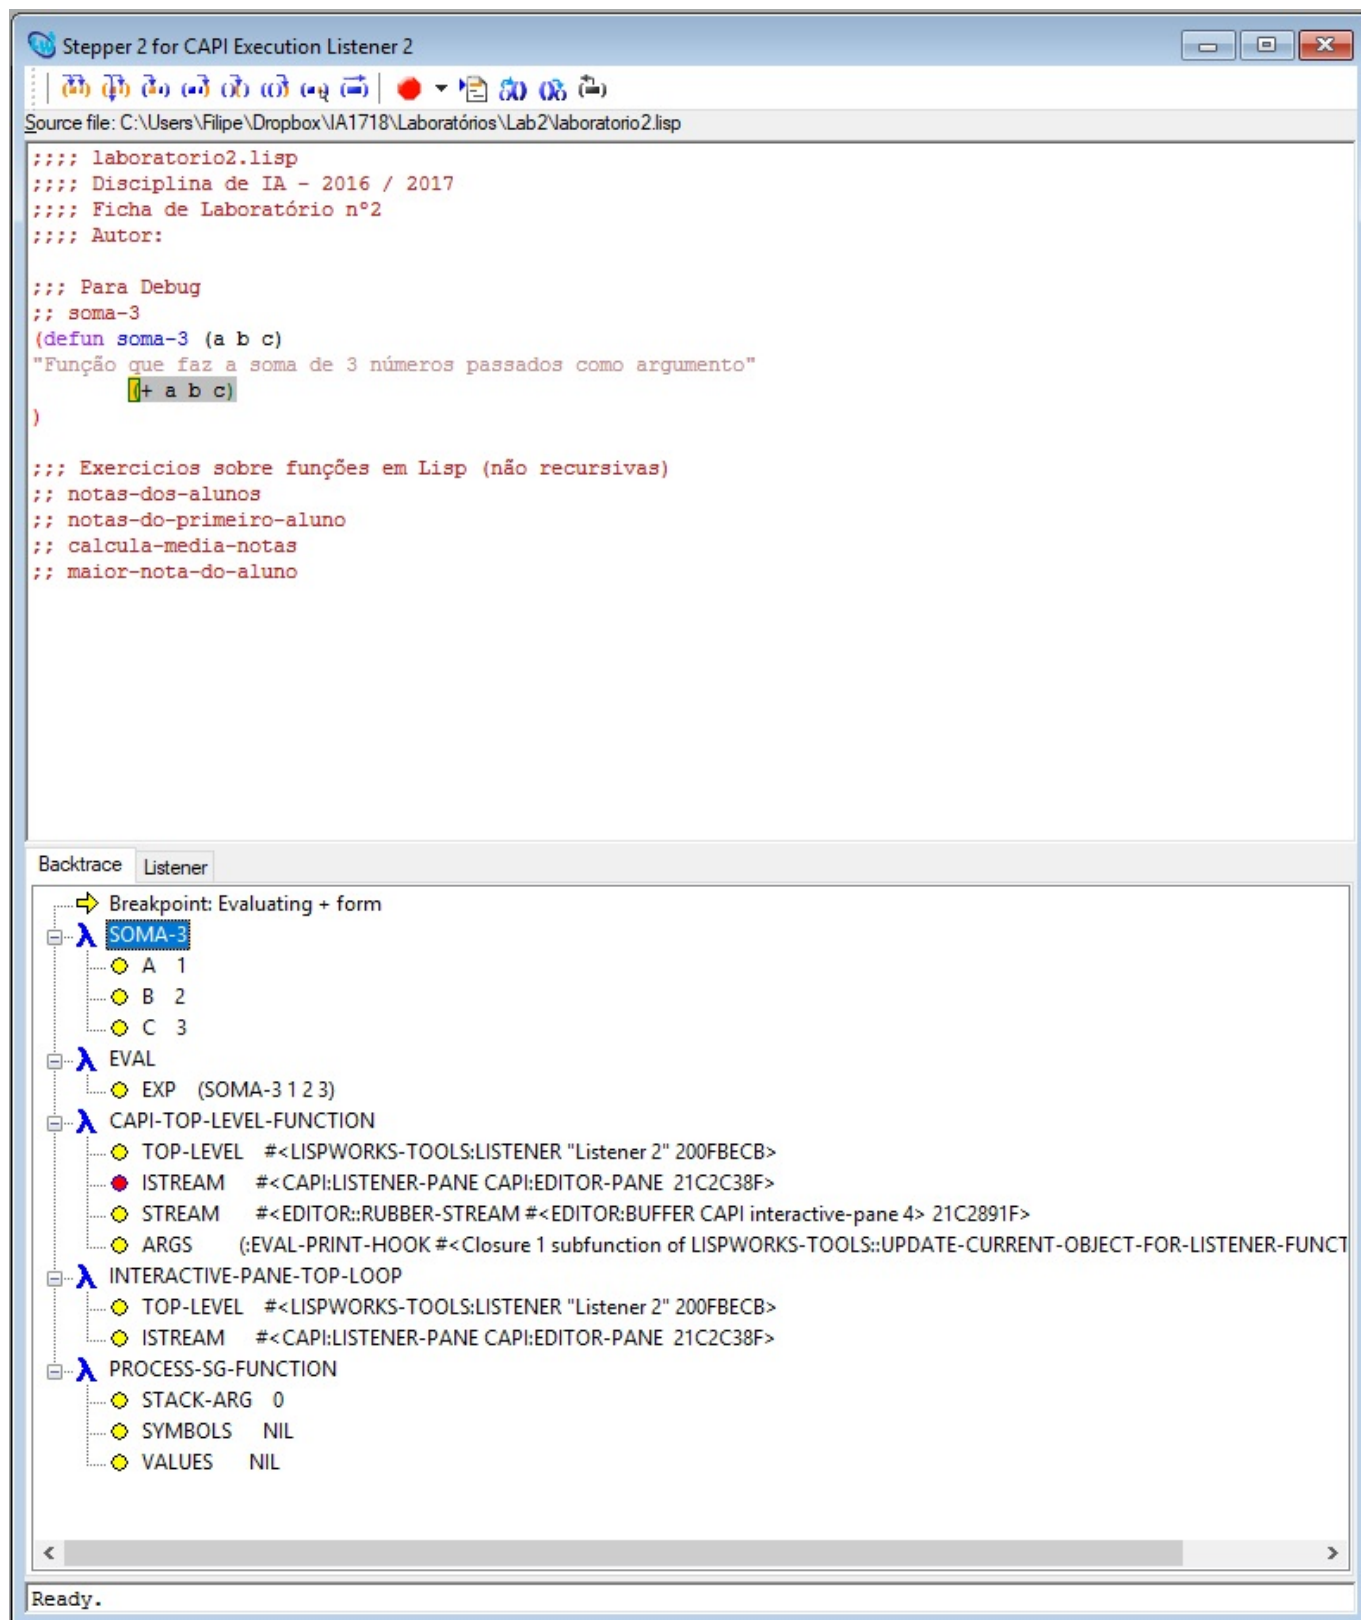 Stepper 2 for CAPI Execution Listener 2
Source file: C:\Users\Filipe\Dropbox\IA1718\Laboratórios\Lab2\laboratorio2.lisp
;;;; laboratorio2.lisp
;;;; Disciplina de IA - 2016 / 2017
;;;; Ficha de Laboratório nº2
;;;; Autor:
;;; Para Debug
;; soma-3
(defun soma-3 (a b c)
"Função que faz a soma de 3 números passados como argumento"
(+ a b c)
)
;;; Exercicios sobre funções em Lisp (não recursivas)
;; notas-dos-alunos
;; notas-do-primeiro-aluno
;; calcula-media-notas
;; maior-nota-do-aluno
Backtrace Listener
Breakpoint: Evaluating + form
SOMA-3
A 1
B 2
C 3
EVAL
EXP (SOMA-3 1 2 3)
CAPI-TOP-LEVEL-FUNCTION
TOP-LEVEL #<LISPWORKS-TOOLS:LISTENER "Listener 2" 200FBECB>
ISTREAM #<CAPI:LISTENER-PANE CAPI:EDITOR-PANE 21C2C38F>
STREAM #<EDITOR::RUBBER-STREAM #<EDITOR:BUFFER CAPI interactive-pane 4> 21C2891F>
ARGS (:EVAL-PRINT-HOOK #<Closure 1 subfunction of LISPWORKS-TOOLS::UPDATE-CURRENT-OBJECT-FOR-LISTENER-FUNCT
INTERACTIVE-PANE-TOP-LOOP
TOP-LEVEL #<LISPWORKS-TOOLS:LISTENER "Listener 2" 200FBECB>
ISTREAM #<CAPI:LISTENER-PANE CAPI:EDITOR-PANE 21C2C38F>
PROCESS-SG-FUNCTION
STACK-ARG 0
SYMBOLS NIL
VALUES NIL
Ready.